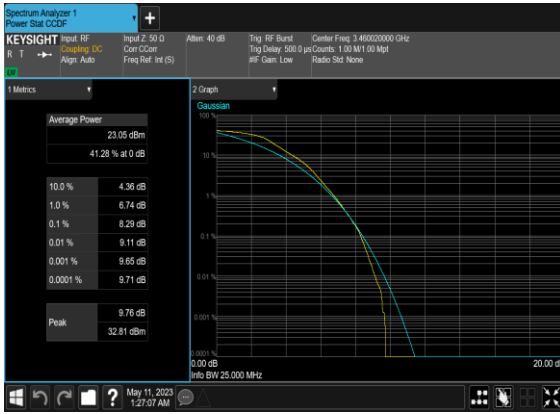 Spectrum Analyzer 1
Power Stat CCDF
KEYSIGHT
R T
Input: RF
Coupling: DC
Align: Auto
Input Z: 50 Ω
Corr CCorr
Freq Ref: Int (S)
Atten: 40 dB
Trig: RF Burst
Trig Delay: 500.0 µs
#IF Gain: Low
Center Freq: 3.460020000 GHz
Counts: 1.00 M/1.00 Mpt
Radio Std: None
1 Metrics
Average Power
23.05 dBm
41.28 % at 0 dB
10.0 % 4.36 dB
1.0 % 6.74 dB
0.1 % 8.29 dB
0.01 % 9.11 dB
0.001 % 9.65 dB
0.0001 % 9.71 dB
Peak
9.76 dB
32.81 dBm
2 Graph
Gaussian
100 %
10 %
1 %
0.1 %
0.01 %
0.001 %
0.0001 %
0.00 dB
20.00 d
Info BW 25.000 MHz
?
May 11, 2023
1:27:07 AM